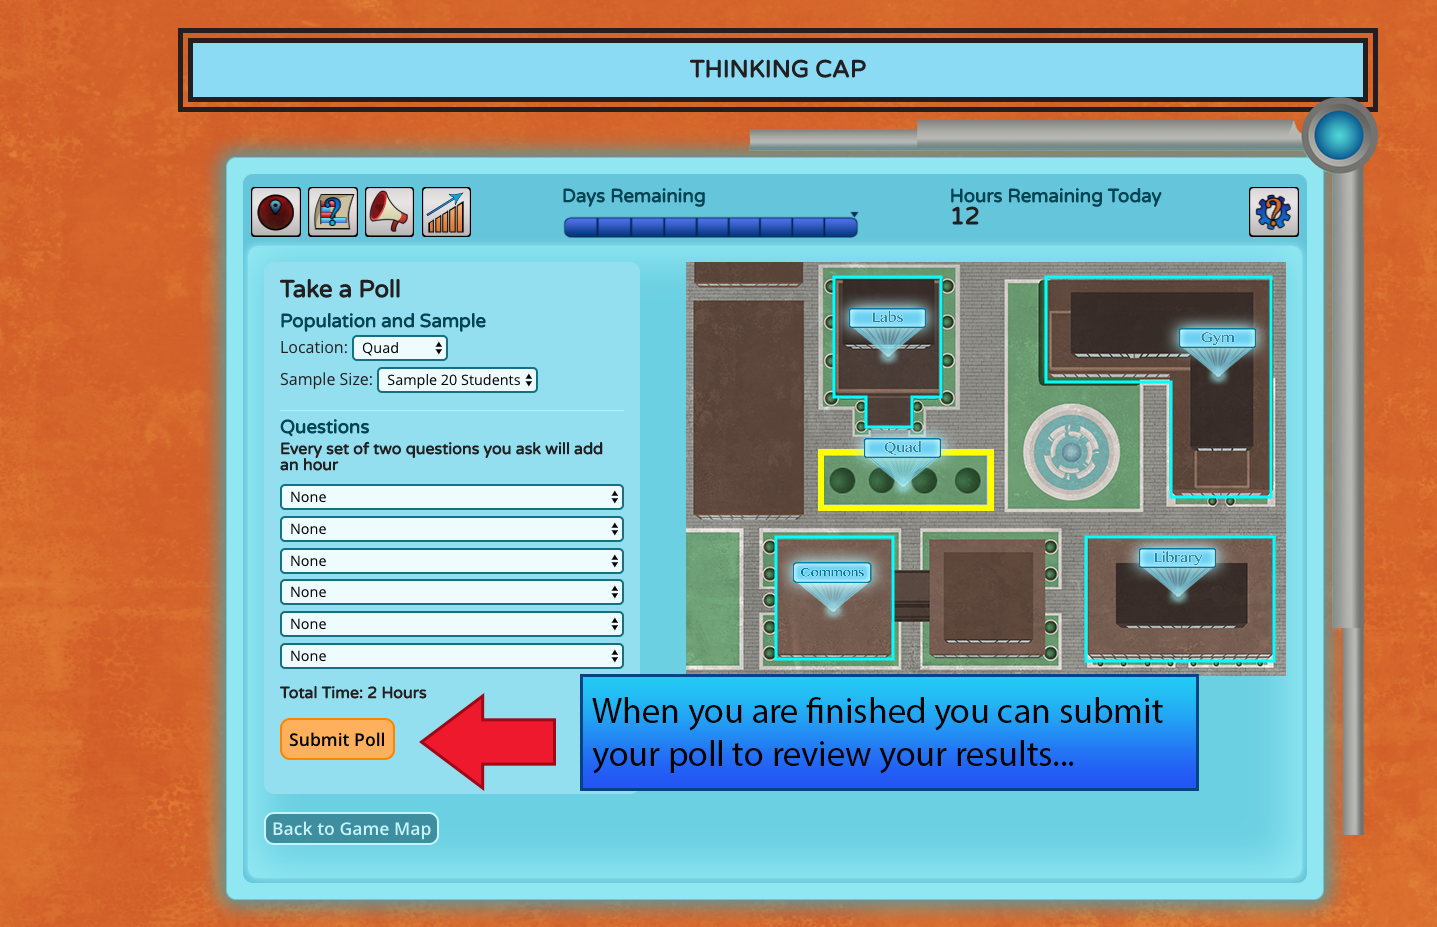 THINKING CAP
Days Remaining
Hours Remaining Today
12
Take a Poll
Population and Sample
Location: Quad
Sample Size: Sample 20 Students
Questions
Every set of two questions you ask will add
an hour
None
None
None
None
None
None
Total Time: 2 Hours
Submit Poll
Back to Game Map
Labs
Gym
Quad
Commons
Library
When you are finished you can submit
your poll to review your results...